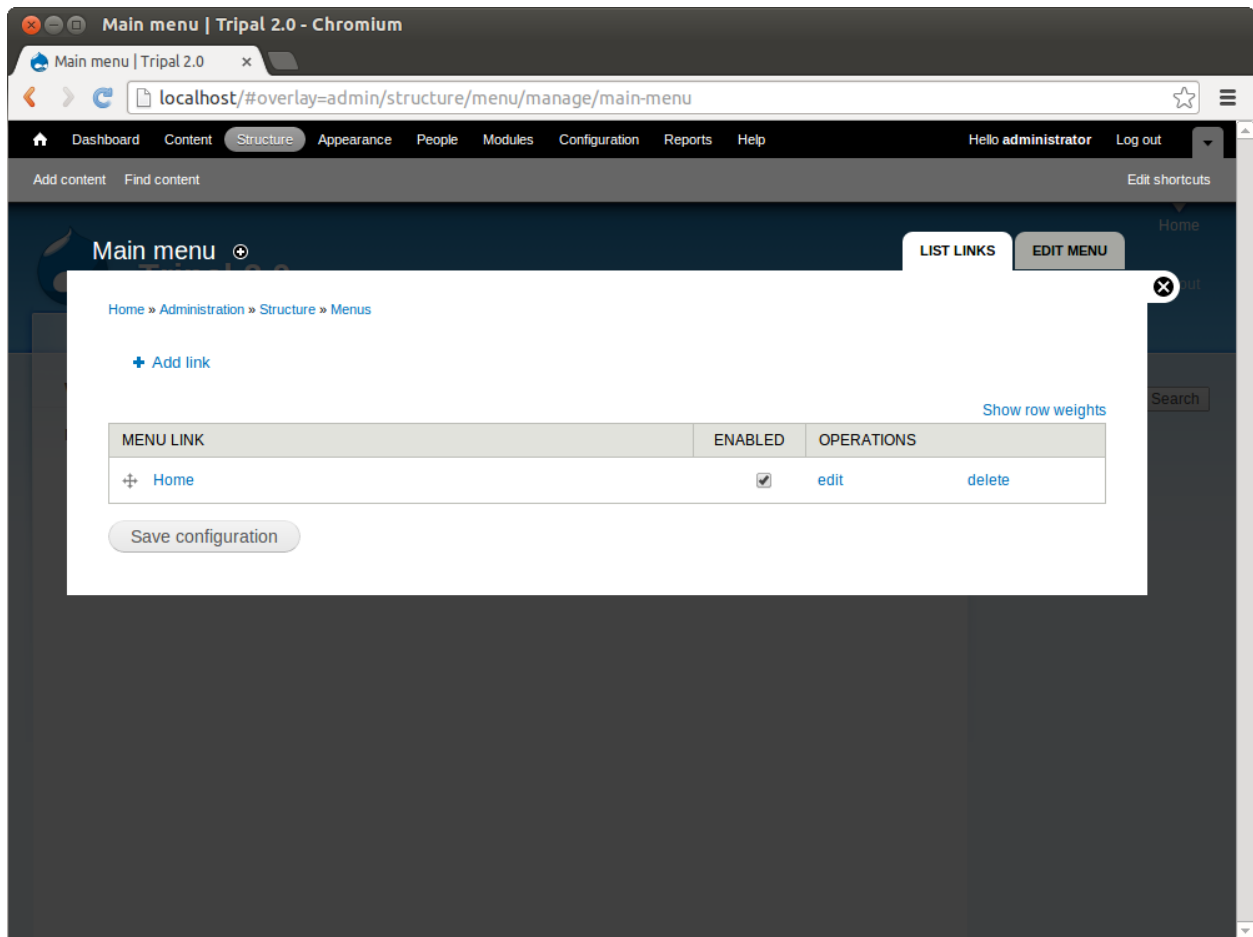 Main menu | Tripal 2.0 - Chromium
Main menu | Tripal 2.0
localhost/#overlay=admin/structure/menu/manage/main-menu
Dashboard Content Structure Appearance People Modules Configuration Reports Help Hello administrator Log out
Add content Find content Edit shortcuts
Home
Main menu LIST LINKS EDIT MENU
Tripal 2.0
Home » Administration » Structure » Menus
Add link
Search
Show row weights
MENU LINK ENABLED OPERATIONS
Home edit delete
Save configuration